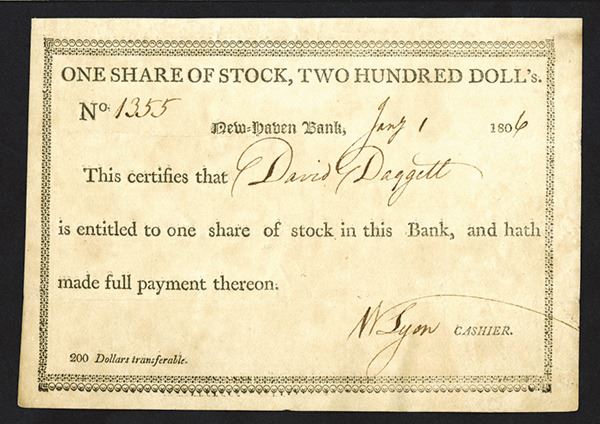 ONE SHARE OF STOCK, TWO HUNDRED DOLL's.
No: 1355
New-Haven Bank, Jany 1 1806
This certifies that David Daggett
is entitled to one share of stock in this Bank, and hath
made full payment thereon.
W Lyon CASHIER.
200 Dollars transferable.